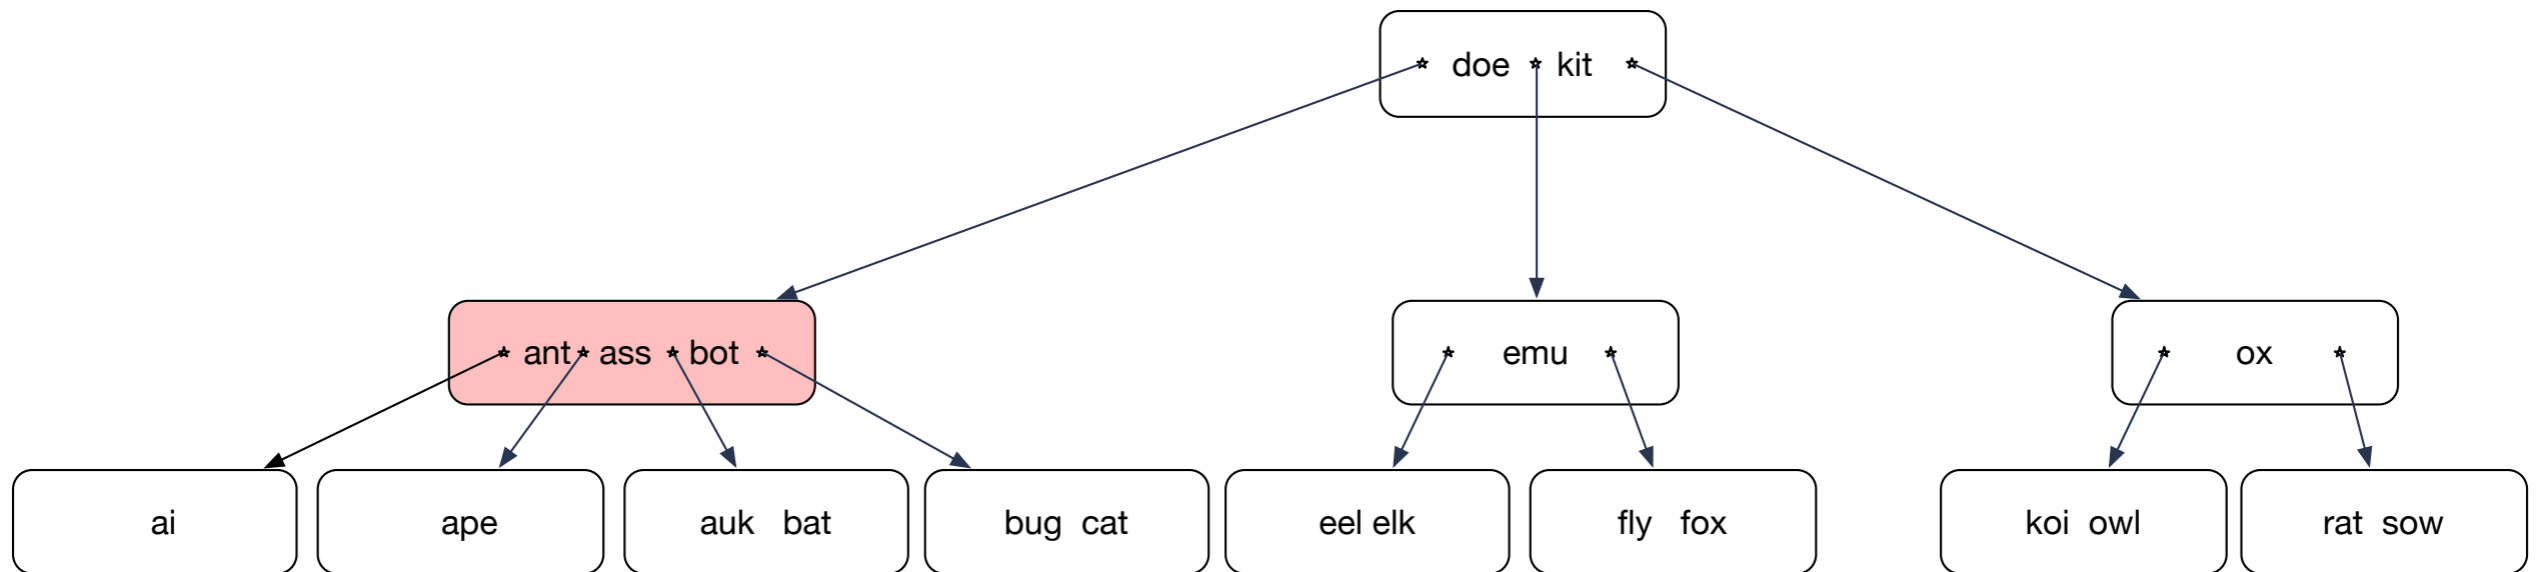 doe kit
ant ass bot
emu
ox
ai
ape
auk bat
bug cat
eel elk
fly fox
koi owl
rat sow